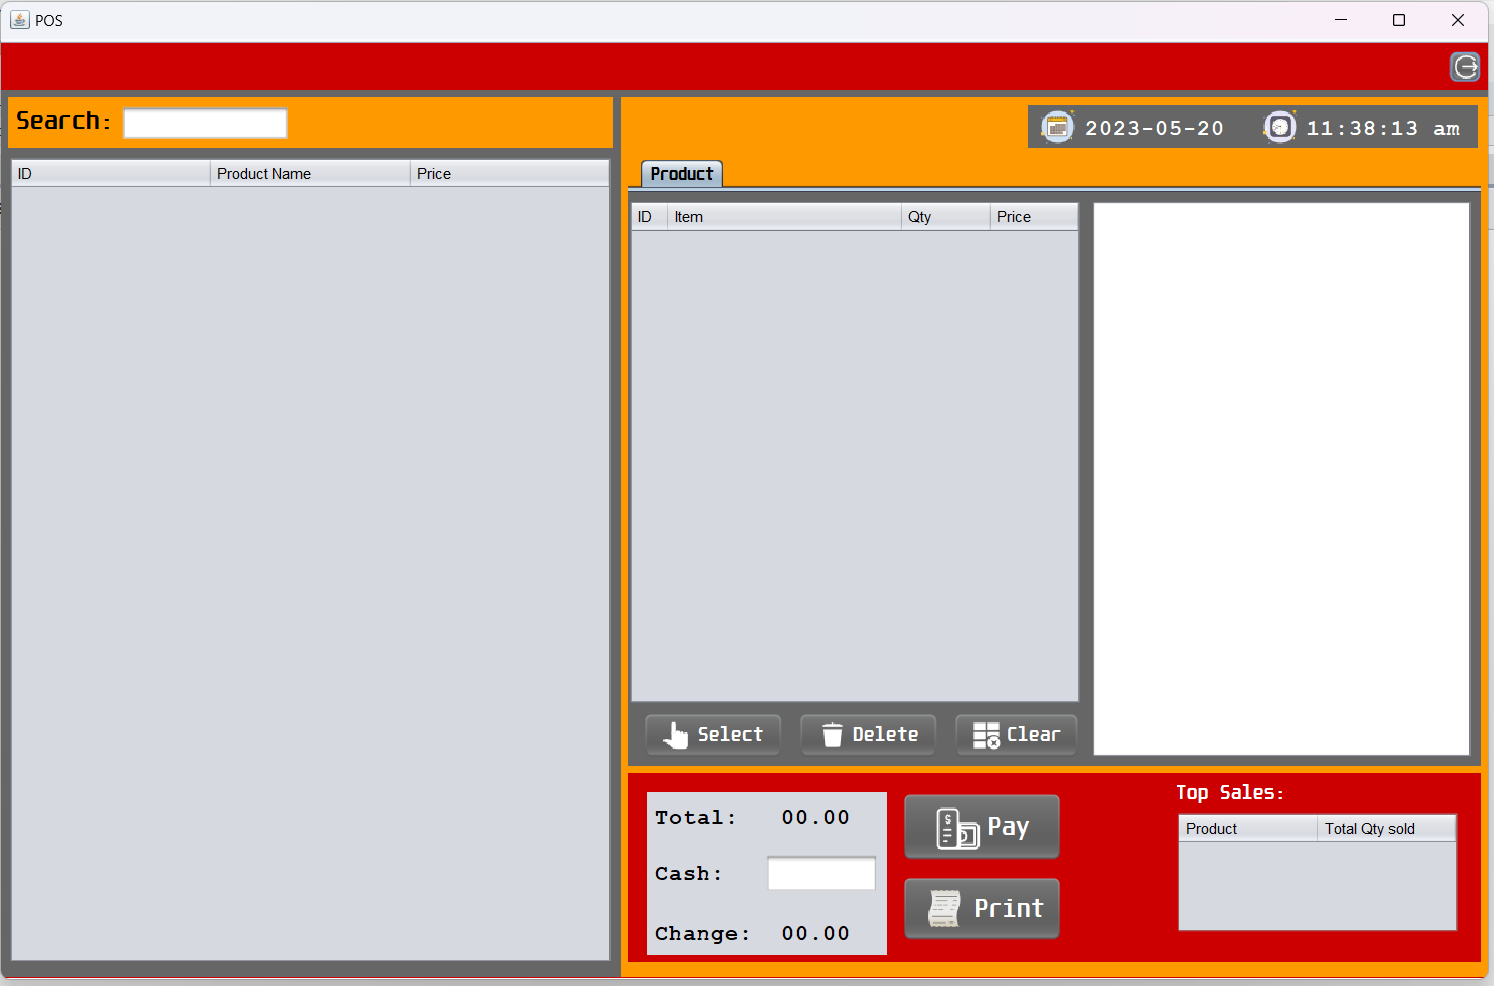 POS
Search:
2023-05-20 11:38:13 am
ID Product Name Price
Product
ID Item Qty Price
Select Delete Clear
Total: 00.00
Cash:
Change: 00.00
Pay
Print
Top Sales:
Product Total Qty sold